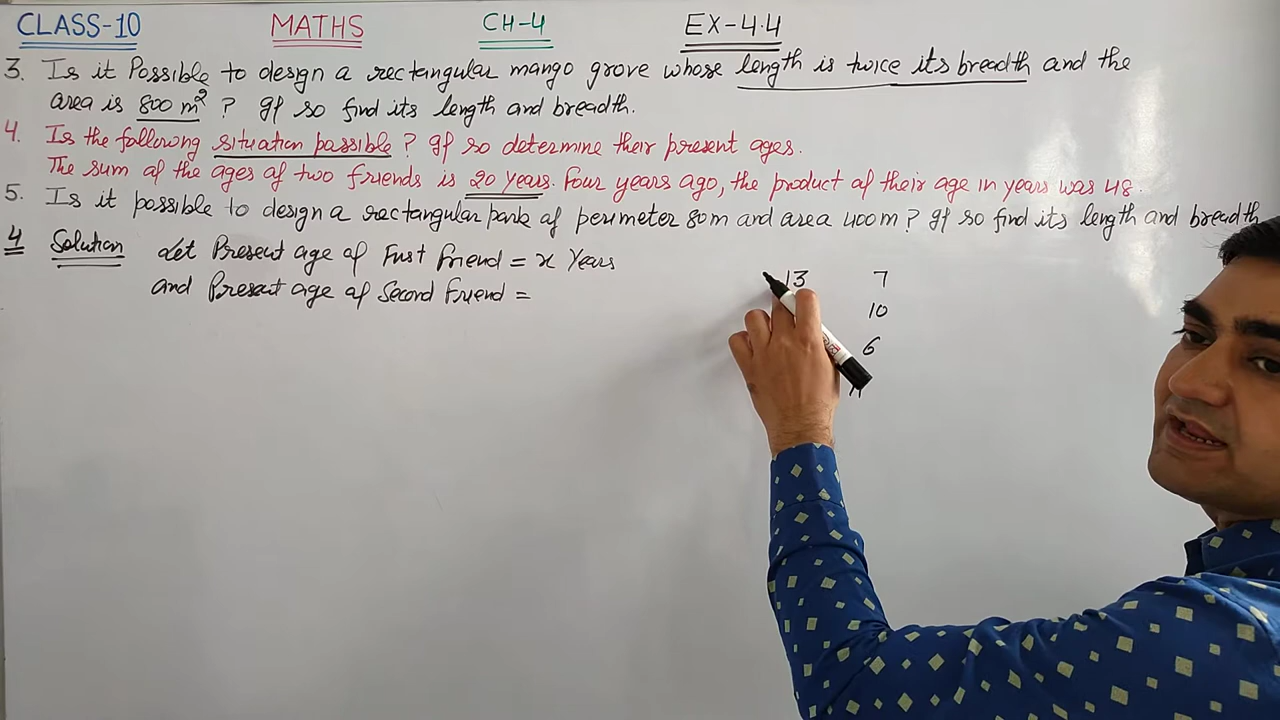 CLASS-10 MATHS CH-4 EX-4.4
3. Is it Possible to design a rectangular mango grove whose length is twice its breadth and the
area is 800 m² ? If so find its length and breadth.
4. Is the following situation possible ? If so determine their present ages.
The sum of the ages of two friends is 20 years. Four years ago, the product of their age in years was 48.
5. Is it possible to design a rectangular park of perimeter 80m and area 400m ? If so find its length and breadth
4 Solution Let Present age of First friend = x Years
and Present age of Second Friend =
13 7
10
6